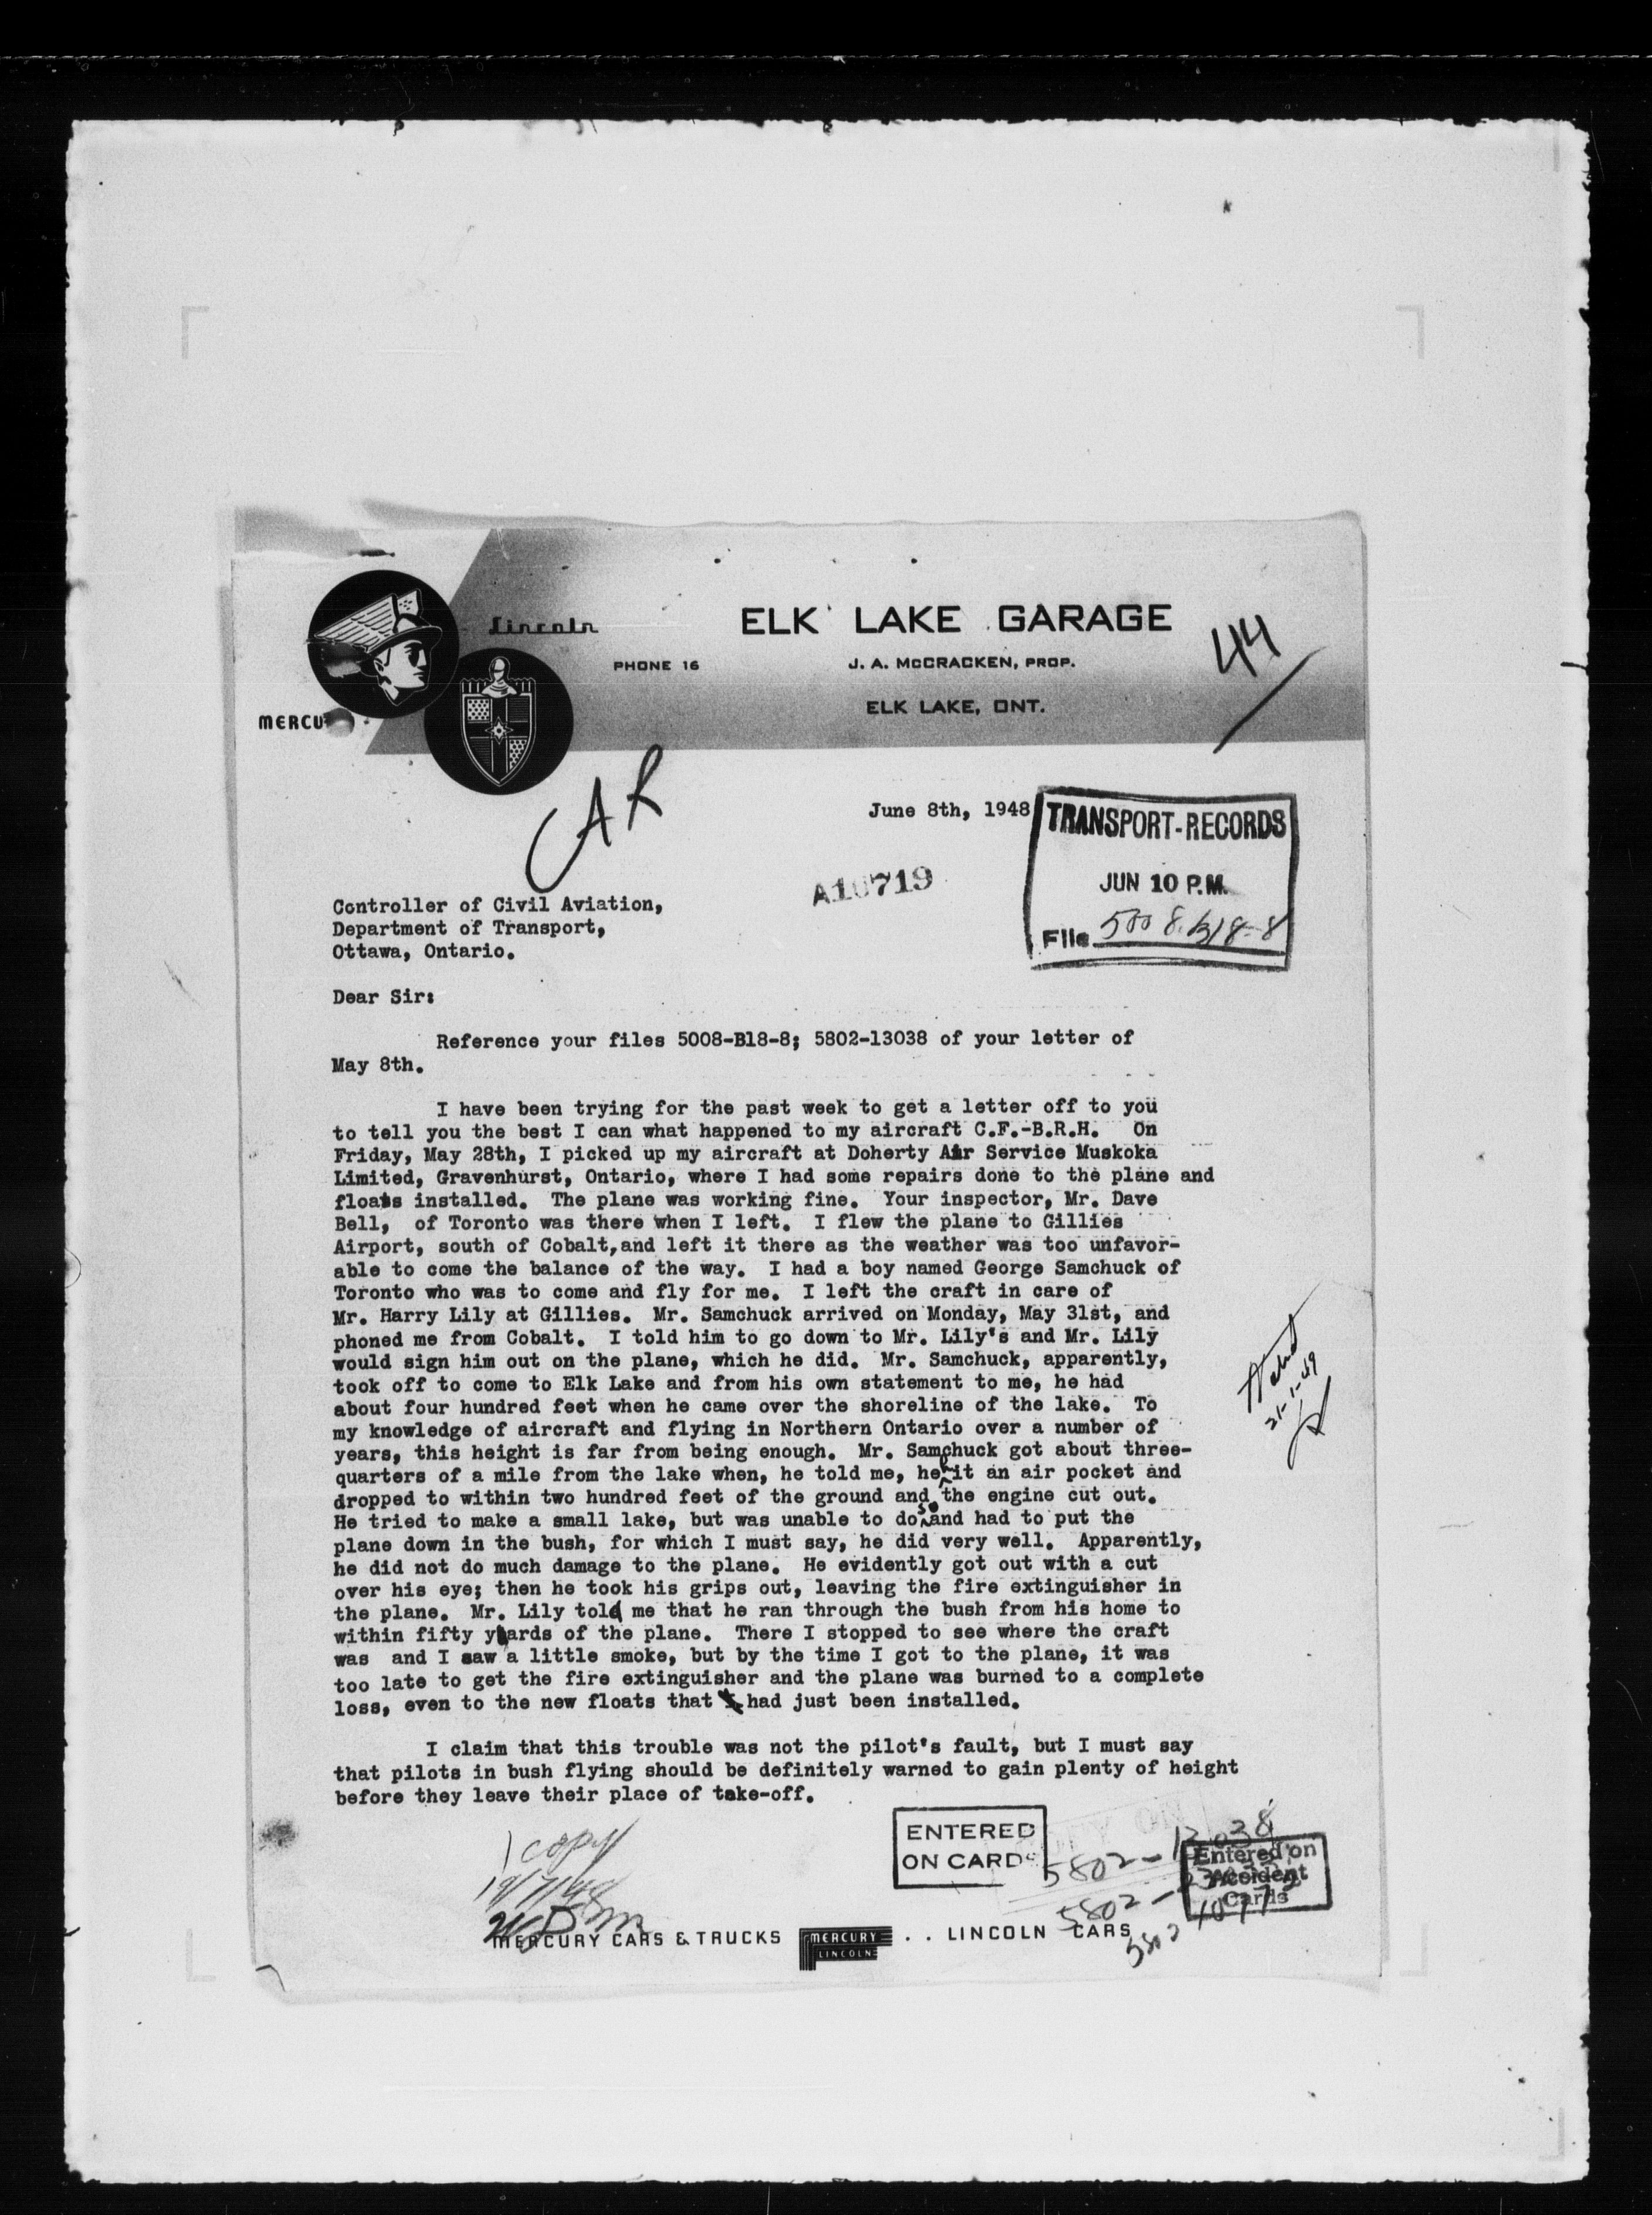 Lincoln
ELK LAKE GARAGE
44
PHONE 16
J. A. McCRACKEN, PROP.
ELK LAKE, ONT.
MERCU
AR
June 8th, 1948
TRANSPORT-RECORDS
JUN 10 P.M.
File 5008-B18-8
A10719
Controller of Civil Aviation,
Department of Transport,
Ottawa, Ontario.
Dear Sir:
Reference your files 5008-B18-8; 5802-13038 of your letter of
May 8th.
I have been trying for the past week to get a letter off to you
to tell you the best I can what happened to my aircraft C.F.-B.R.H. On
Friday, May 28th, I picked up my aircraft at Doherty Air Service Muskoka
Limited, Gravenhurst, Ontario, where I had some repairs done to the plane and
floats installed. The plane was working fine. Your inspector, Mr. Dave
Bell, of Toronto was there when I left. I flew the plane to Gillies
Airport, south of Cobalt,and left it there as the weather was too unfavor-
able to come the balance of the way. I had a boy named George Samchuck of
Toronto who was to come and fly for me. I left the craft in care of
Mr. Harry Lily at Gillies. Mr. Samchuck arrived on Monday, May 31st, and
phoned me from Cobalt. I told him to go down to Mr. Lily's and Mr. Lily
would sign him out on the plane, which he did. Mr. Samchuck, apparently,
took off to come to Elk Lake and from his own statement to me, he had
about four hundred feet when he came over the shoreline of the lake. To
my knowledge of aircraft and flying in Northern Ontario over a number of
years, this height is far from being enough. Mr. Samchuck got about three-
quarters of a mile from the lake when, he told me, he hit an air pocket and
dropped to within two hundred feet of the ground and the engine cut out.
He tried to make a small lake, but was unable to do so and had to put the
plane down in the bush, for which I must say, he did very well. Apparently,
he did not do much damage to the plane. He evidently got out with a cut
over his eye; then he took his grips out, leaving the fire extinguisher in
the plane. Mr. Lily told me that he ran through the bush from his home to
within fifty yards of the plane. There I stopped to see where the craft
was and I saw a little smoke, but by the time I got to the plane, it was
too late to get the fire extinguisher and the plane was burned to a complete
loss, even to the new floats that had just been installed.
I claim that this trouble was not the pilot's fault, but I must say
that pilots in bush flying should be definitely warned to gain plenty of height
before they leave their place of take-off.
21-1-49
1 copy
19/7/48
ENTERED
ON CARDS
5802-13038
Entered on
Accident
Cards
5802-
5802
MERCURY CARS & TRUCKS
MERCURY
LINCOLN
. . LINCOLN CARS